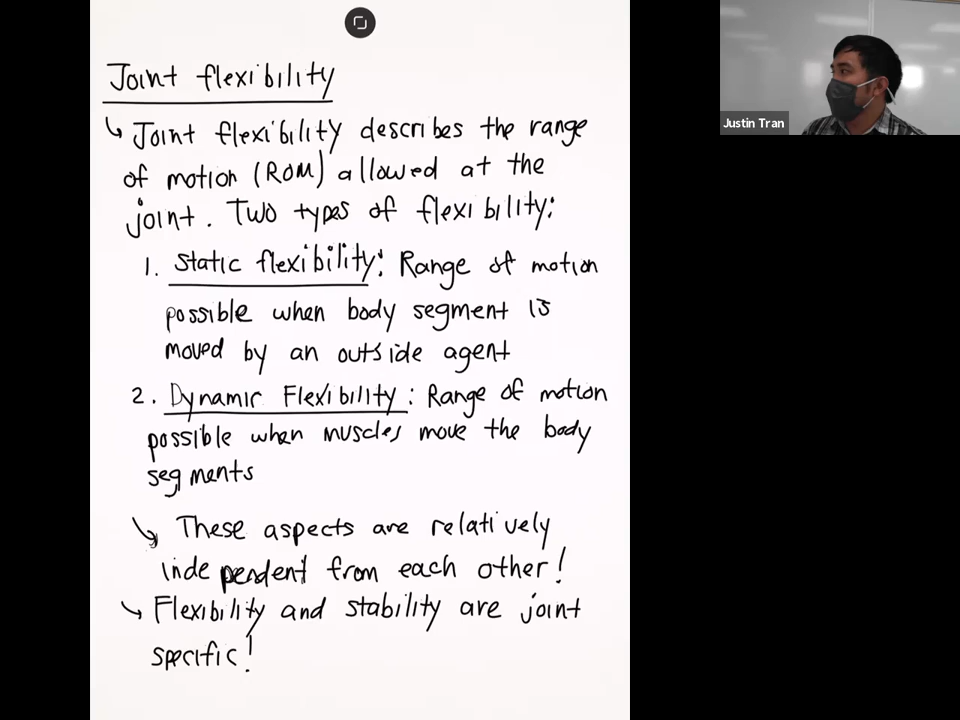 Joint flexibility
↳ Joint flexibility describes the range
of motion (ROM) allowed at the
joint. Two types of flexibility:
1. Static flexibility: Range of motion
possible when body segment is
moved by an outside agent
2. Dynamic Flexibility: Range of motion
possible when muscles move the body
segments
↳ These aspects are relatively
independent from each other!
↳ Flexibility and stability are joint
specific!
Justin Tran